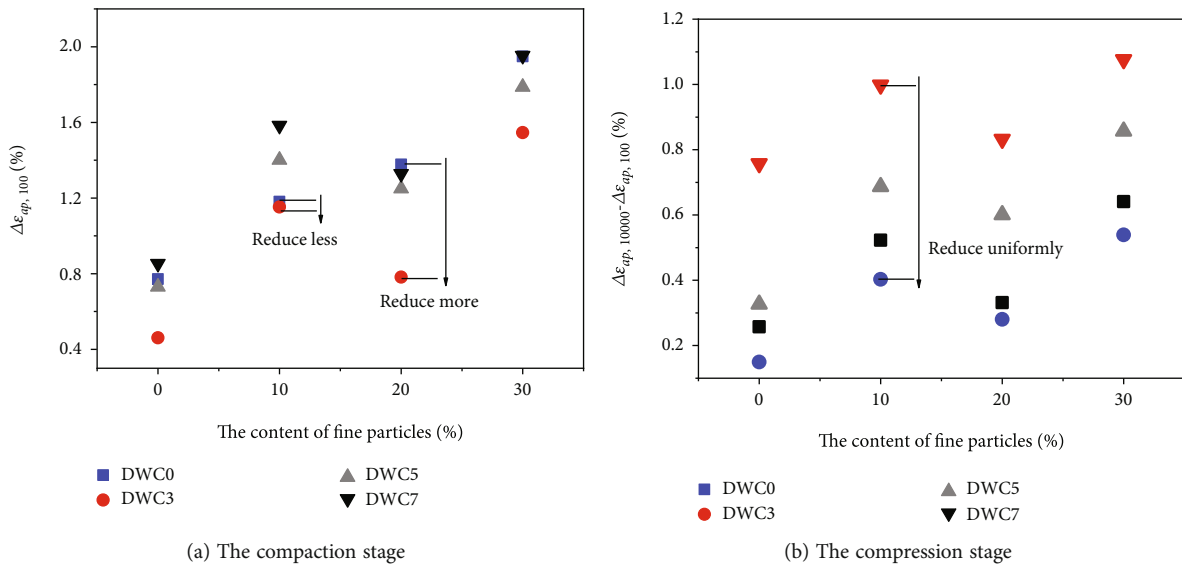 2.0
1.6
1.2
0.8
0.4
Δε_ap, 100 (%)
Reduce less
Reduce more
0 10 20 30
The content of fine particles (%)
DWC0 DWC5
DWC3 DWC7
(a) The compaction stage
1.2
1.0
0.8
0.6
0.4
0.2
Δε_ap, 10000-Δε_ap, 100 (%)
Reduce uniformly
0 10 20 30
The content of fine particles (%)
DWC0 DWC5
DWC3 DWC7
(b) The compression stage